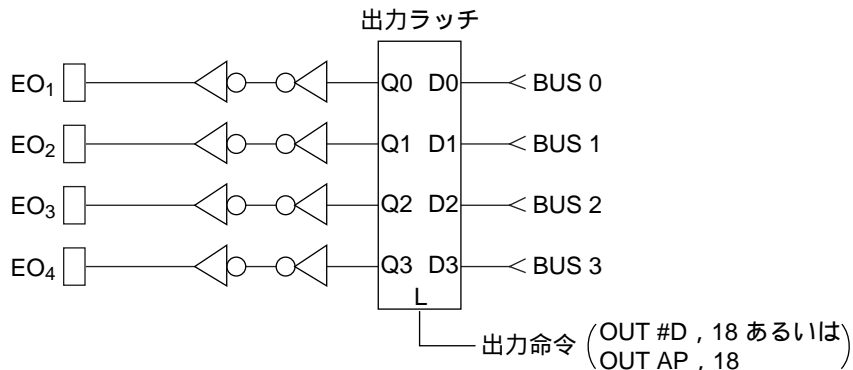 出力ラッチ
EO1 Q0 D0 BUS 0
EO2 Q1 D1 BUS 1
EO3 Q2 D2 BUS 2
EO4 Q3 D3 BUS 3
L
出力命令 (OUT #D , 18 あるいは
OUT AP , 18)